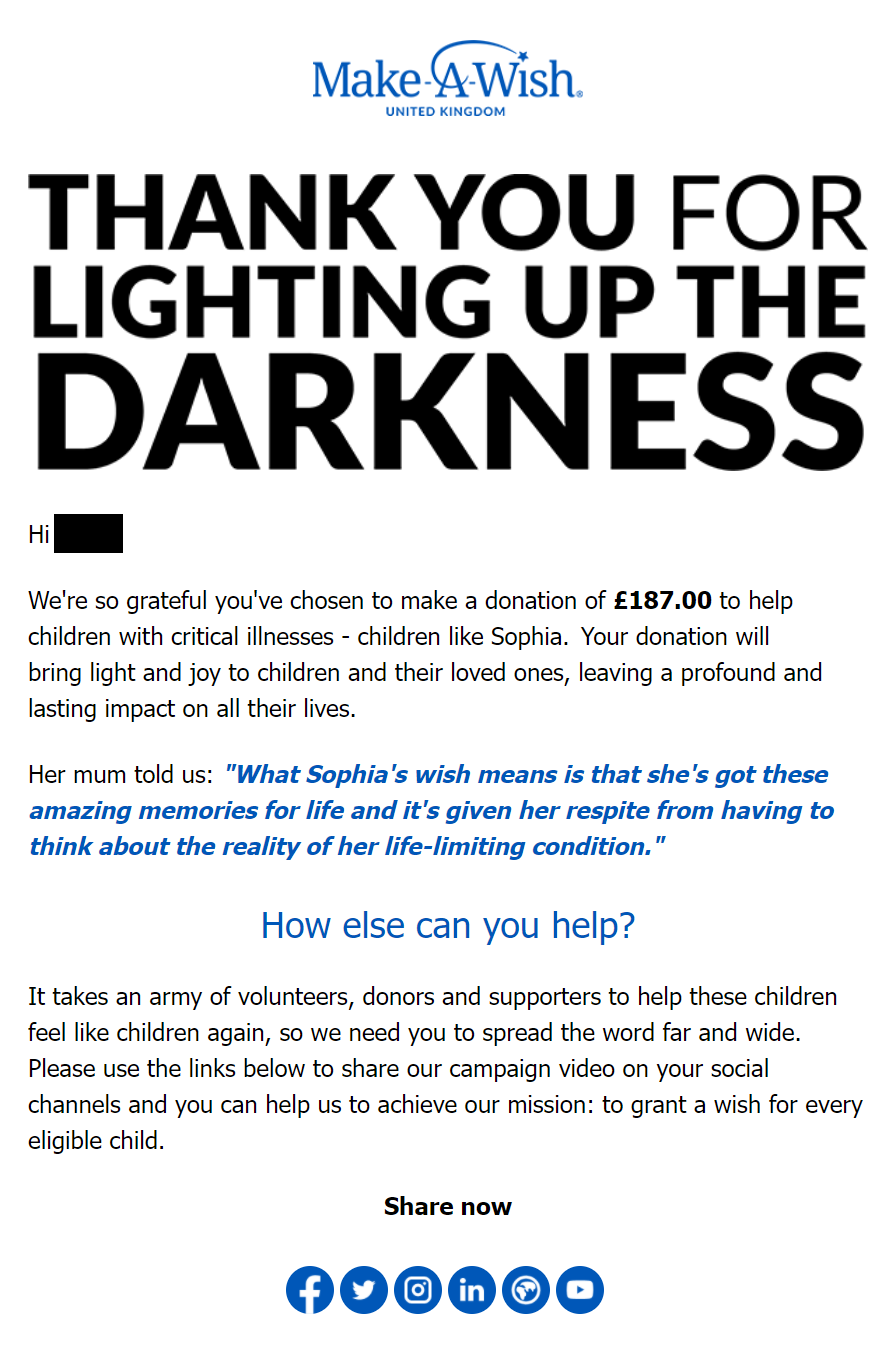 Make-A-Wish®
UNITED KINGDOM
THANK YOU FOR
LIGHTING UP THE
DARKNESS
Hi
We're so grateful you've chosen to make a donation of £187.00 to help
children with critical illnesses - children like Sophia.  Your donation will
bring light and joy to children and their loved ones, leaving a profound and
lasting impact on all their lives.
Her mum told us: "What Sophia's wish means is that she's got these
amazing memories for life and it's given her respite from having to
think about the reality of her life-limiting condition."
How else can you help?
It takes an army of volunteers, donors and supporters to help these children
feel like children again, so we need you to spread the word far and wide.
Please use the links below to share our campaign video on your social
channels and you can help us to achieve our mission: to grant a wish for every
eligible child.
Share now